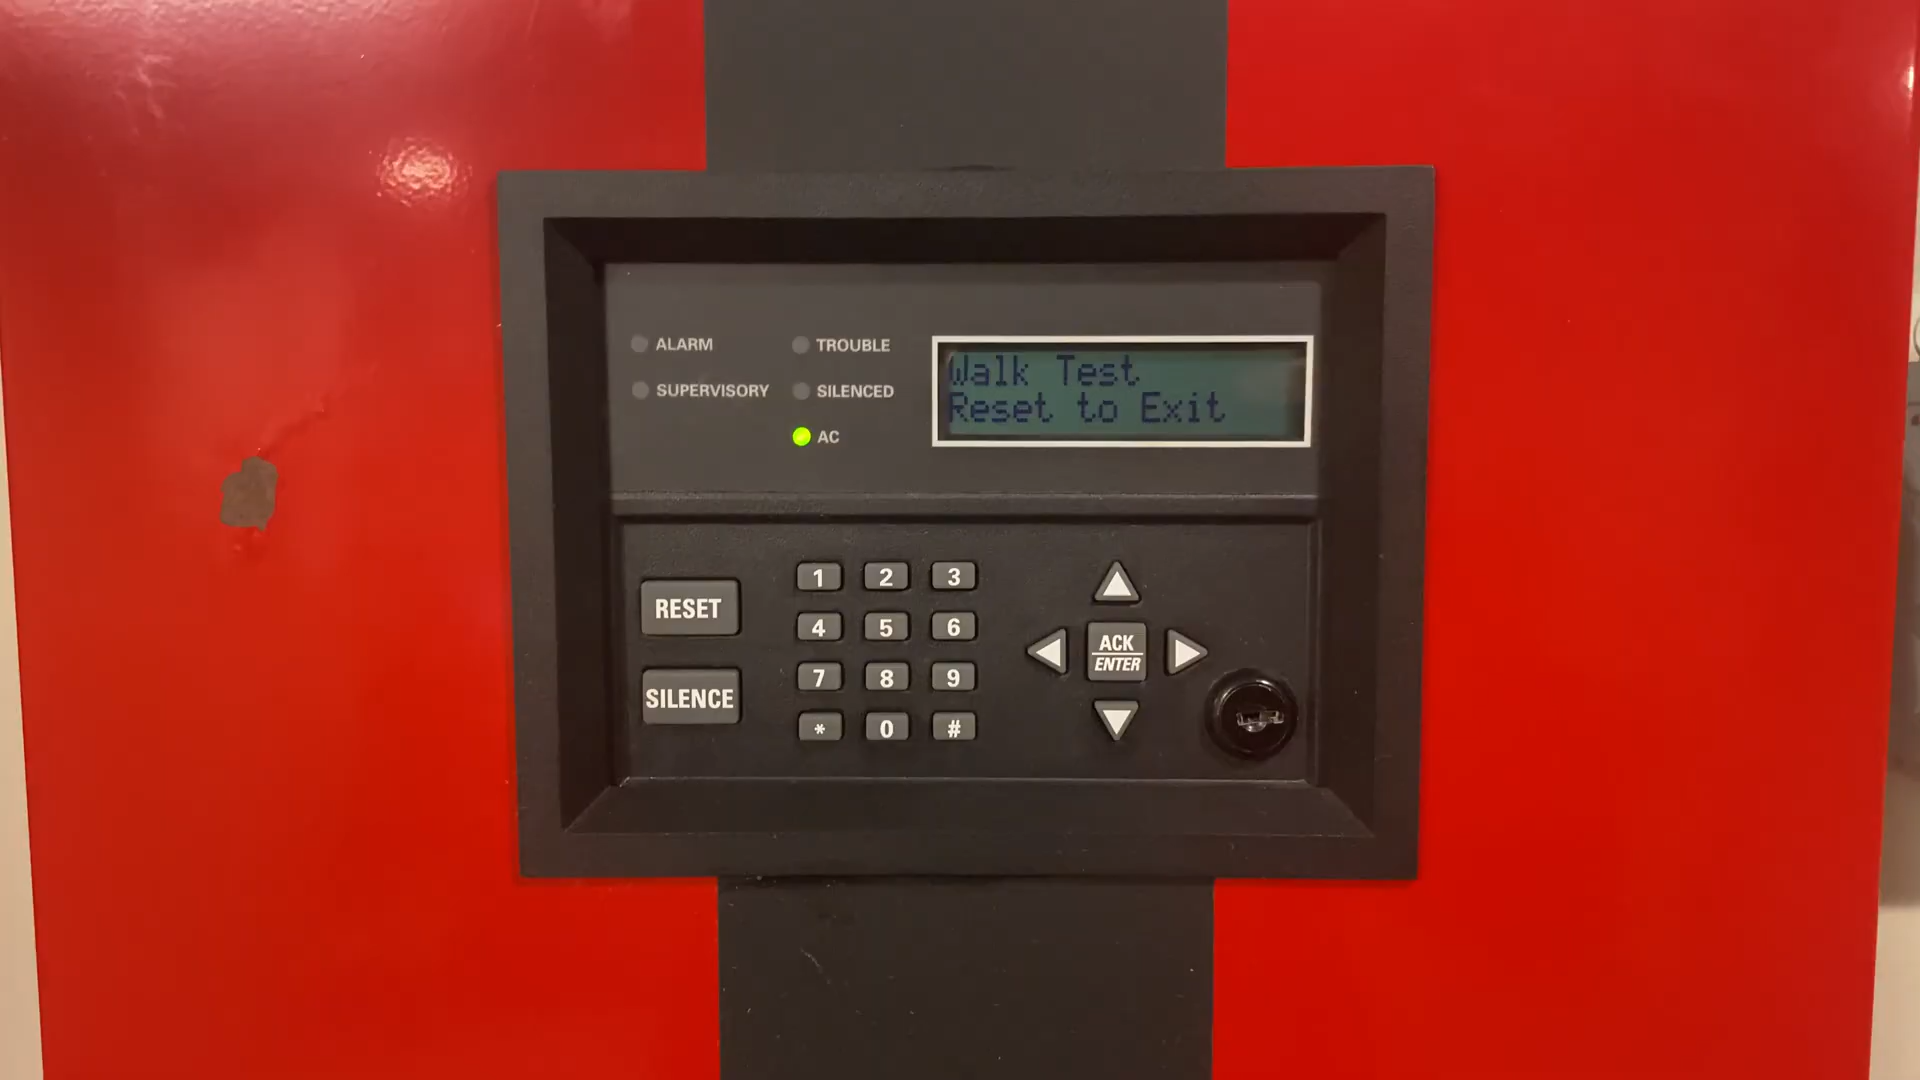 ALARM
TROUBLE
SUPERVISORY
SILENCED
AC
Walk Test
Reset to Exit
RESET
SILENCE
1 2 3
4 5 6
7 8 9
* 0 #
ACK
ENTER